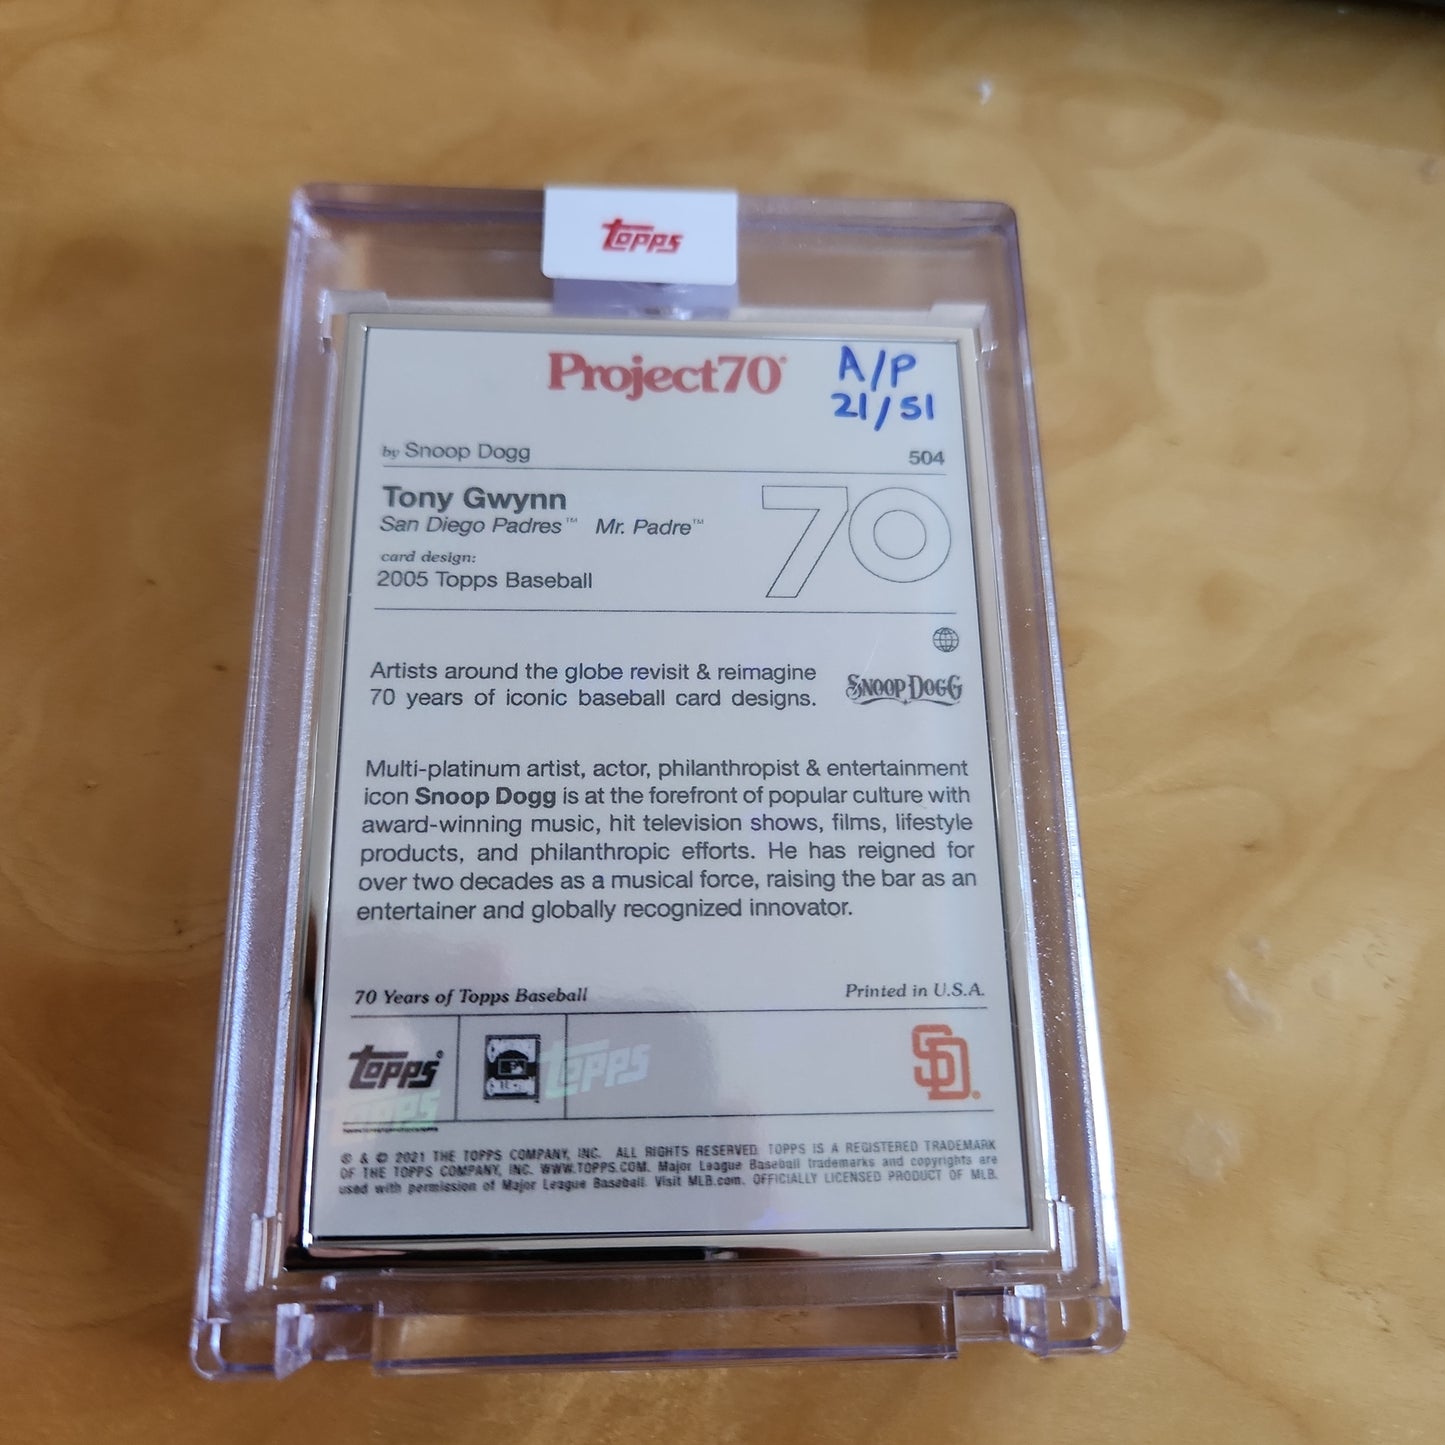 topps
Project70®
A/P
21/51
by Snoop Dogg
504
Tony Gwynn
San Diego Padres™ Mr. Padre™
70
card design:
2005 Topps Baseball
Artists around the globe revisit & reimagine
70 years of iconic baseball card designs.
SNOOP DOGG
Multi-platinum artist, actor, philanthropist & entertainment
icon Snoop Dogg is at the forefront of popular culture with
award-winning music, hit television shows, films, lifestyle
products, and philanthropic efforts. He has reigned for
over two decades as a musical force, raising the bar as an
entertainer and globally recognized innovator.
70 Years of Topps Baseball
Printed in U.S.A.
topps®
topps
topps
SD®
® & © 2021 THE TOPPS COMPANY, INC. ALL RIGHTS RESERVED. TOPPS IS A REGISTERED TRADEMARK
OF THE TOPPS COMPANY, INC. WWW.TOPPS.COM. Major League Baseball trademarks and copyrights are
used with permission of Major League Baseball. Visit MLB.com. OFFICIALLY LICENSED PRODUCT OF MLB.